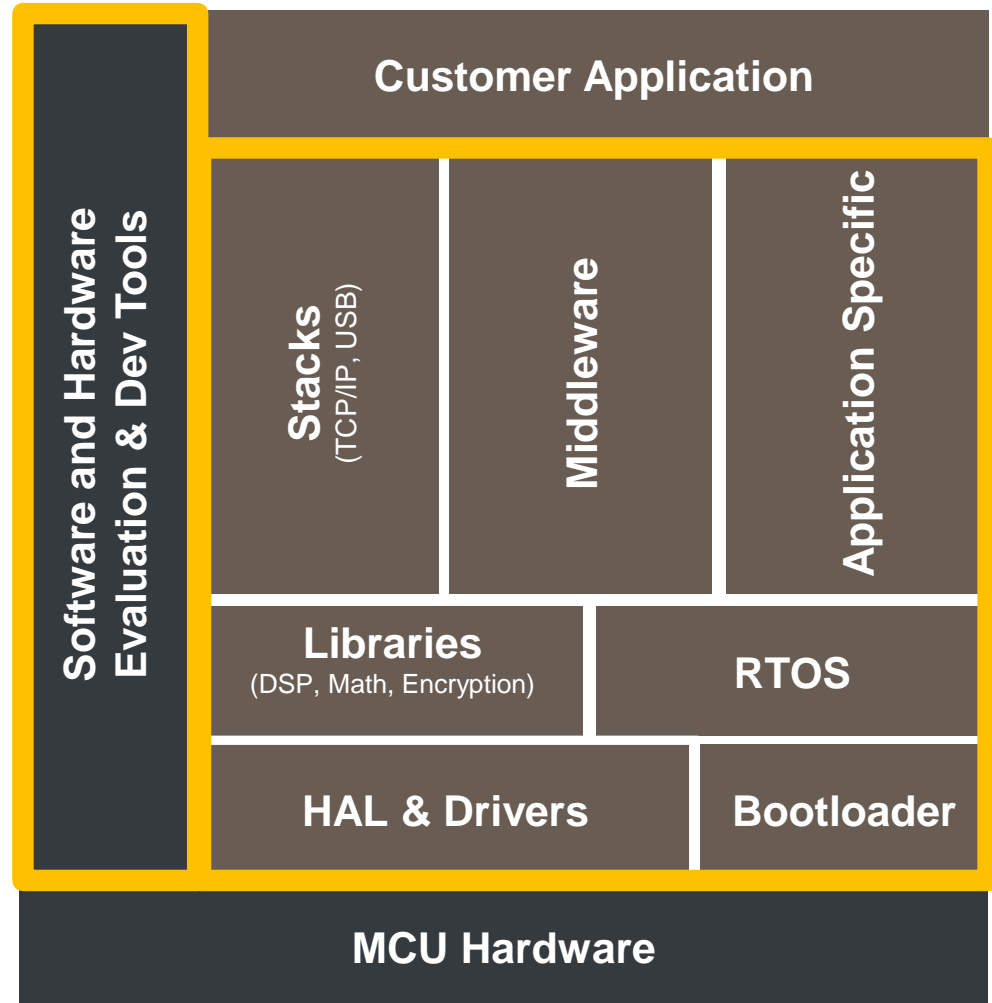 Customer Application
Software and Hardware
Evaluation & Dev Tools
Stacks
(TCP/IP, USB)
Middleware
Application Specific
Libraries
(DSP, Math, Encryption)
RTOS
HAL & Drivers
Bootloader
MCU Hardware